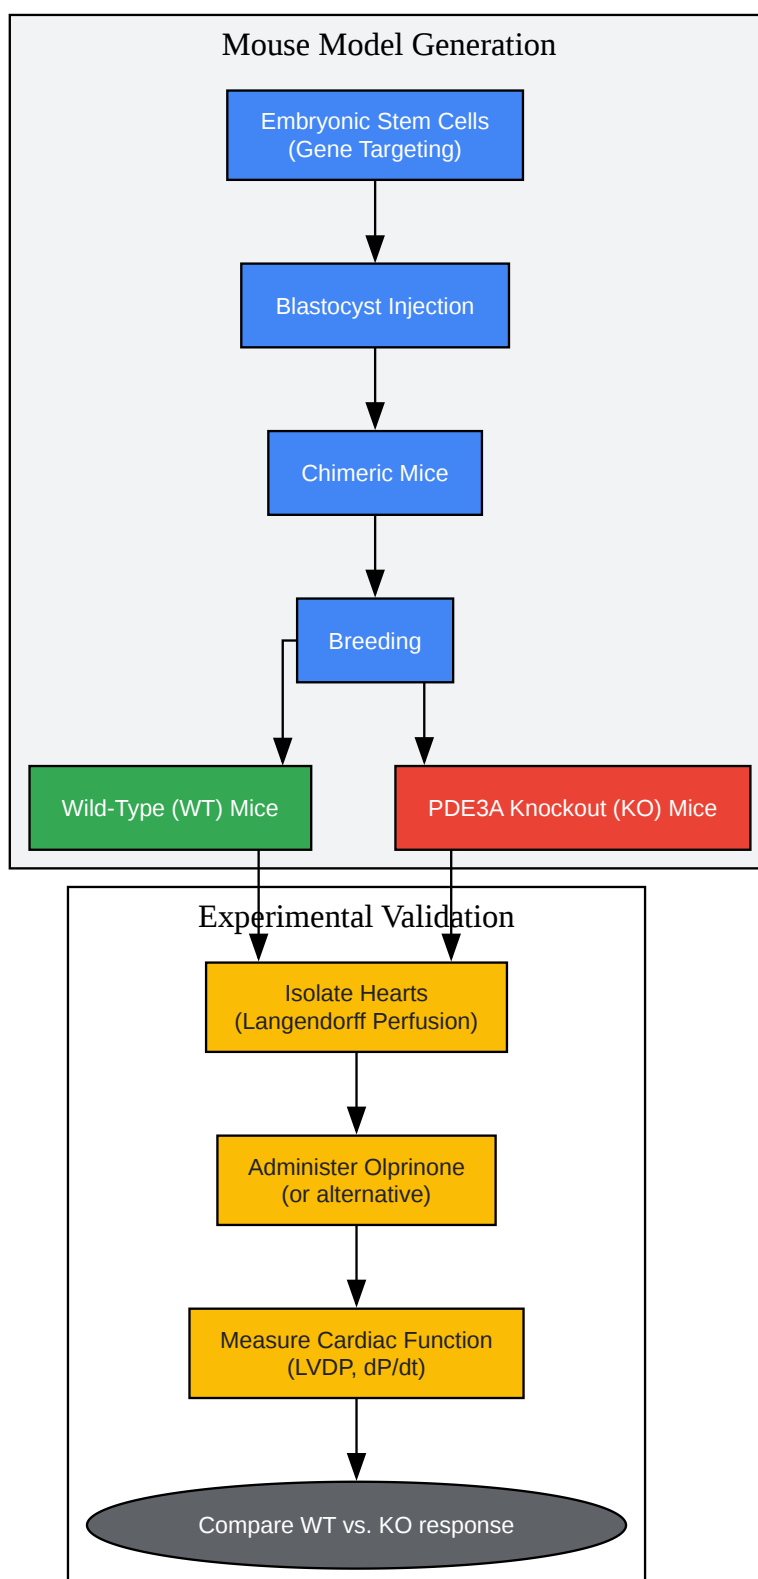 Mouse Model Generation
Embryonic Stem Cells
(Gene Targeting)
Blastocyst Injection
Chimeric Mice
Breeding
Wild-Type (WT) Mice
PDE3A Knockout (KO) Mice
Experimental Validation
Isolate Hearts
(Langendorff Perfusion)
Administer Olprinone
(or alternative)
Measure Cardiac Function
(LVDP, dP/dt)
Compare WT vs. KO response